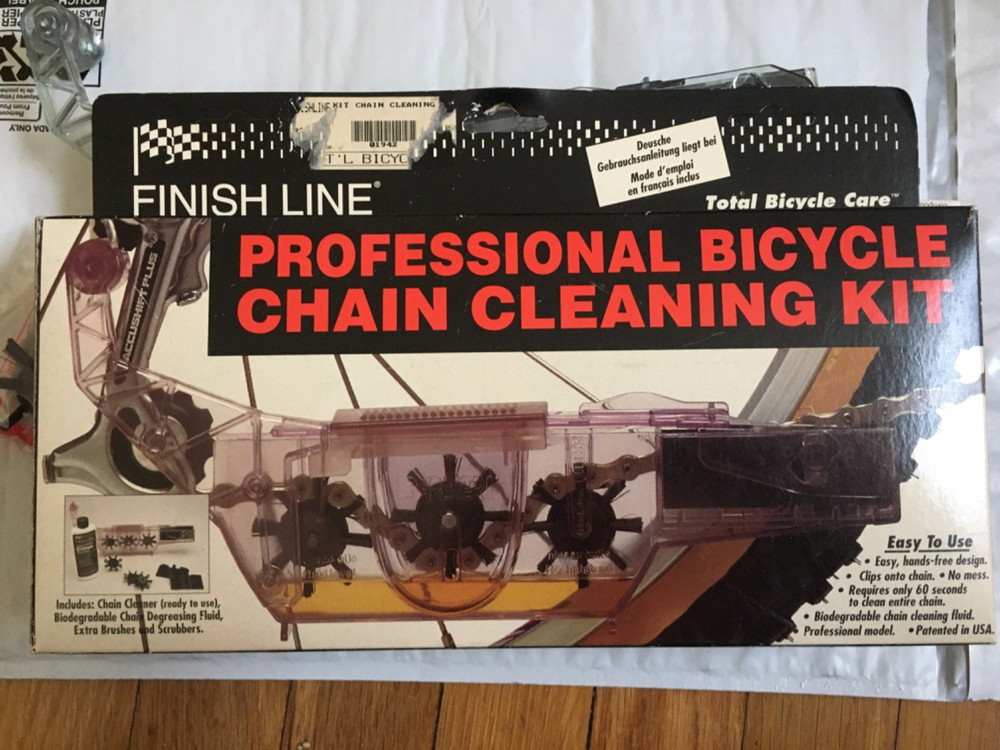 KIT CHAIN CLEANING
01942
T'L BICYC
Deusche
Gebrauchsanleitung liegt bei
Mode d'emploi
en français inclus
FINISH LINE®
Total Bicycle Care™
PROFESSIONAL BICYCLE
CHAIN CLEANING KIT
ACCUSHIFT PLUS
Includes: Chain Cleaner (ready to use),
Biodegradable Chain Degreasing Fluid,
Extra Brushes and Scrubbers.
Easy To Use
• Easy, hands-free design.
• Clips onto chain. • No mess.
• Requires only 60 seconds
to clean entire chain.
• Biodegradable chain cleaning fluid.
Professional model. • Patented in USA.
ADA ONLY